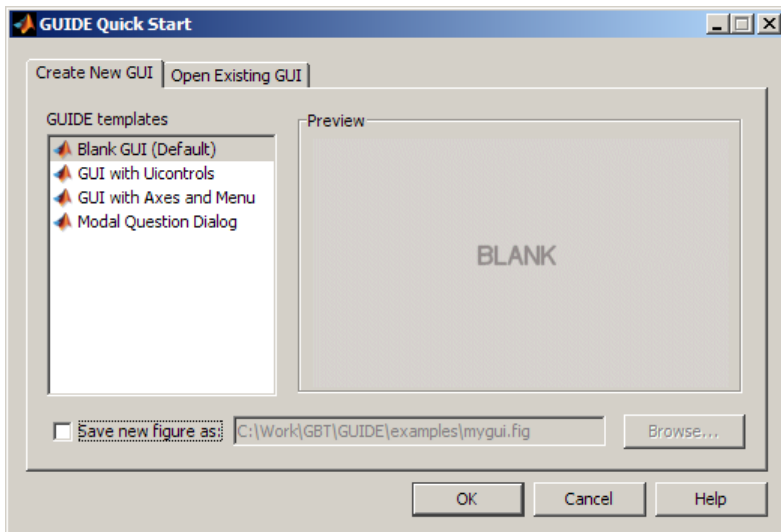 GUIDE Quick Start
Create New GUI Open Existing GUI
GUIDE templates
Blank GUI (Default)
GUI with Uicontrols
GUI with Axes and Menu
Modal Question Dialog
Preview
BLANK
Save new figure as: C:\Work\GBT\GUIDE\examples\mygui.fig Browse...
OK Cancel Help